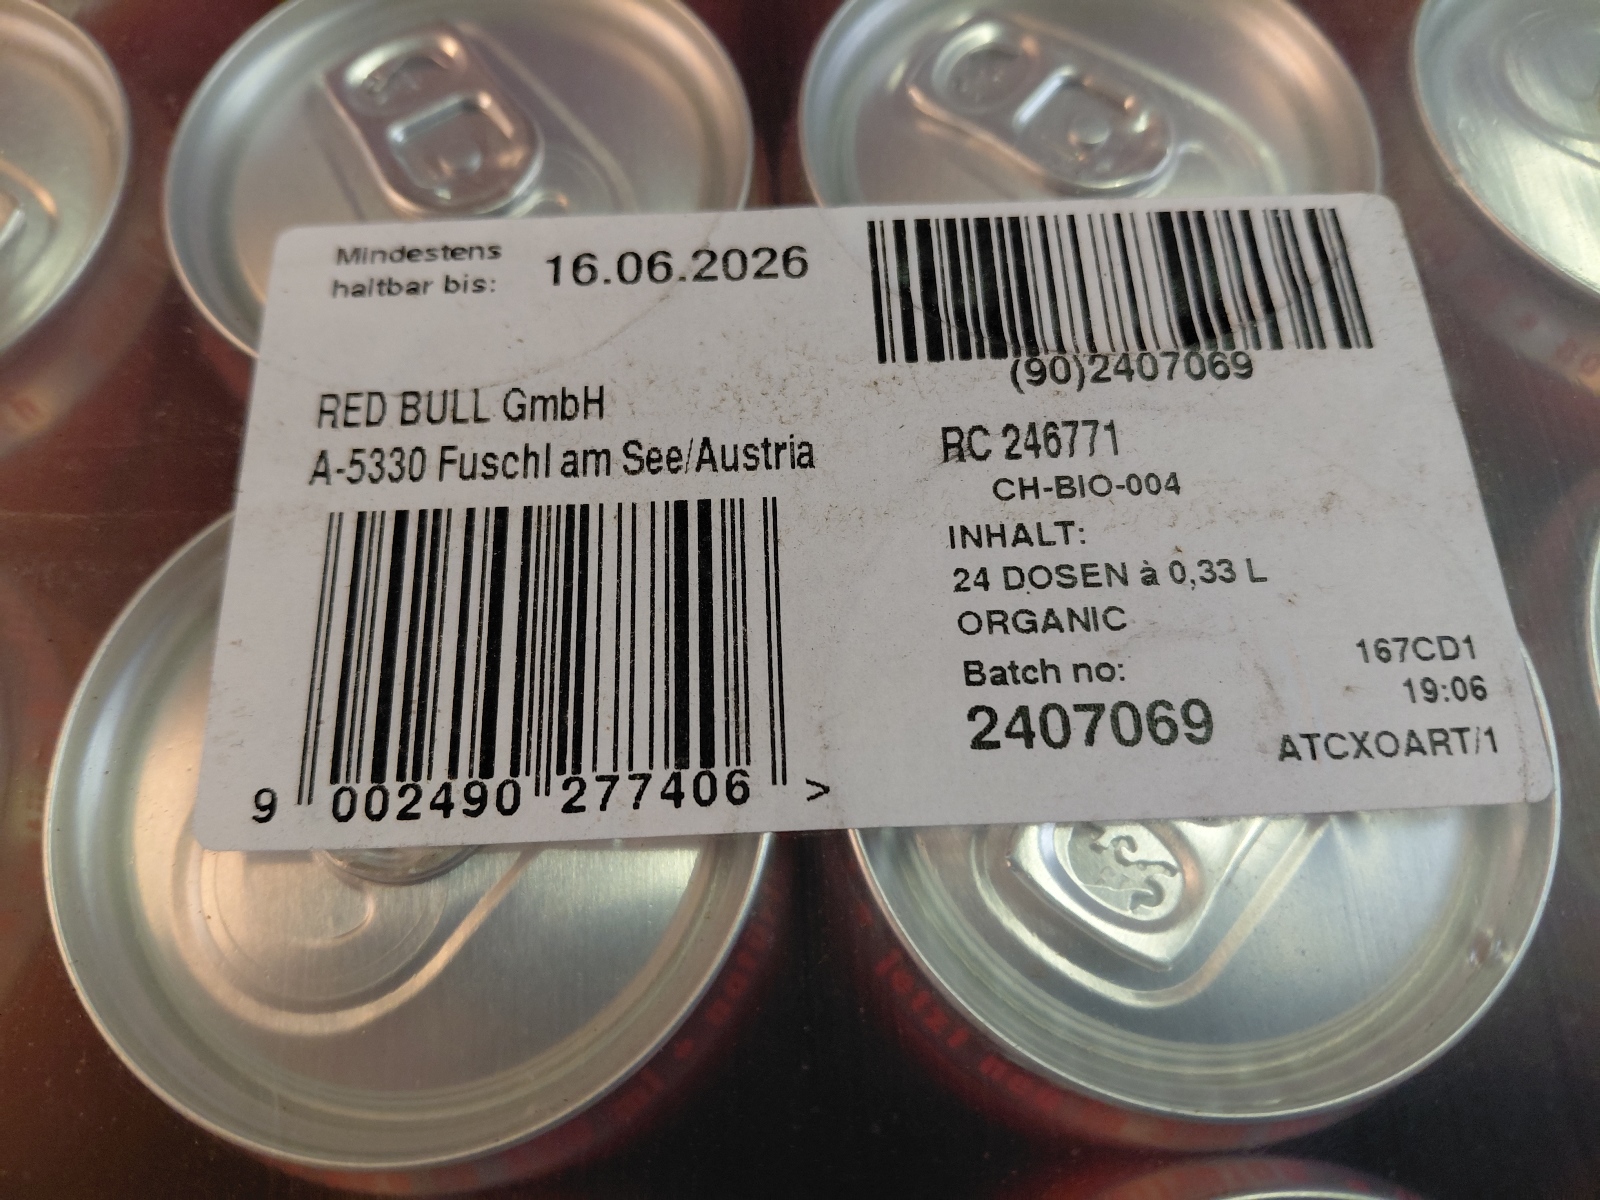 Mindestens
haltbar bis: 16.06.2026
(90)2407069
RED BULL GmbH
A-5330 Fuschl am See/Austria
RC 246771
CH-BIO-004
INHALT:
24 DOSEN à 0,33 L
ORGANIC
Batch no:
2407069
167CD1
19:06
ATCXOART/1
9 002490 277406 >